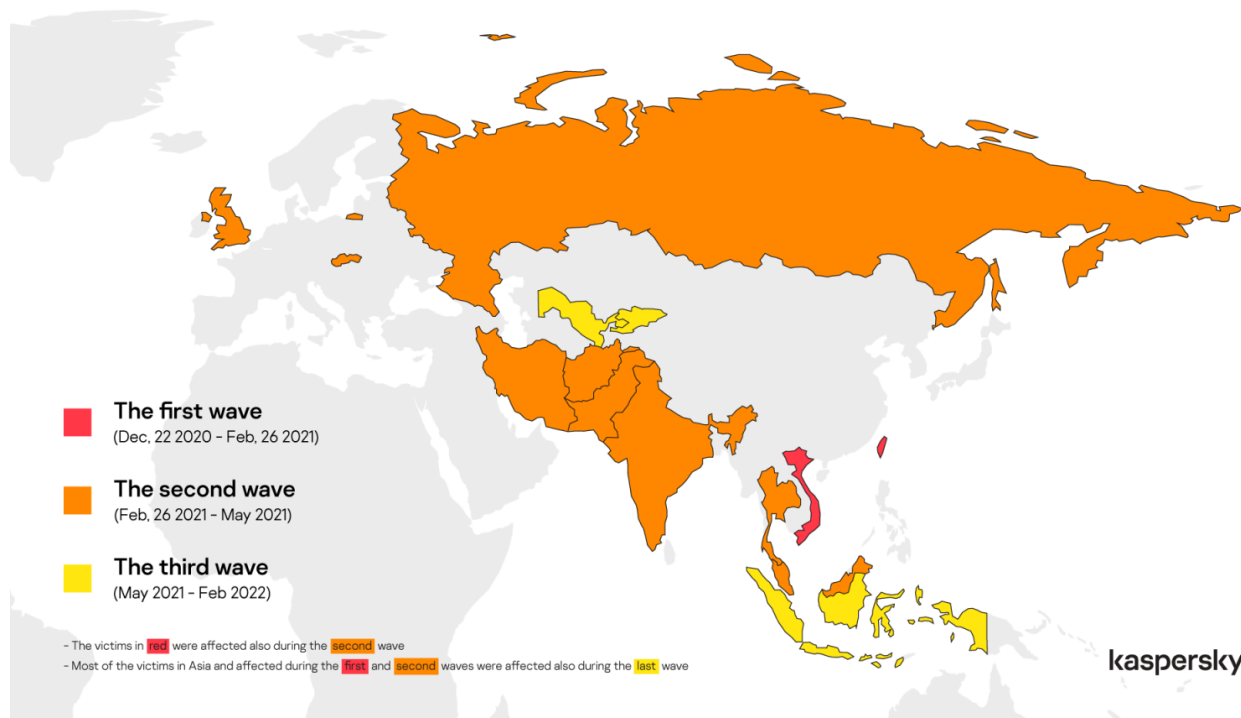 The first wave
(Dec, 22 2020 - Feb, 26 2021)
The second wave
(Feb, 26 2021 - May 2021)
The third wave
(May 2021 - Feb 2022)
- The victims in red were affected also during the second wave
- Most of the victims in Asia and affected during the first and second waves were affected also during the last wave
kaspersky